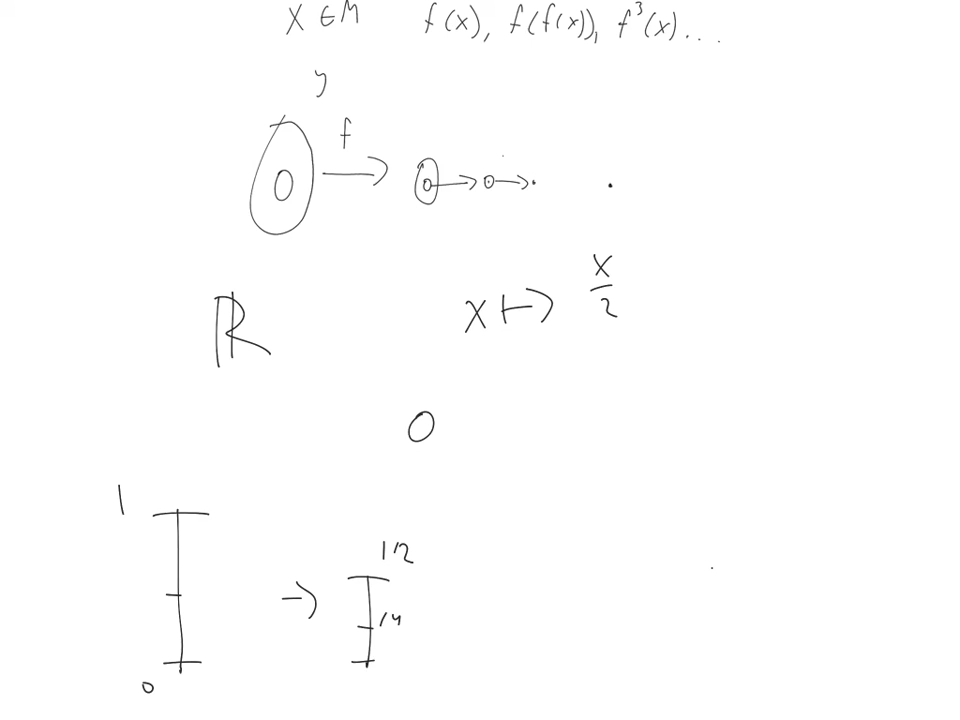 x ∈ M f(x), f(f(x)), f³(x)...
y
f
ℝ x ↦ x/2
0
1
1/2
→
1/4
0